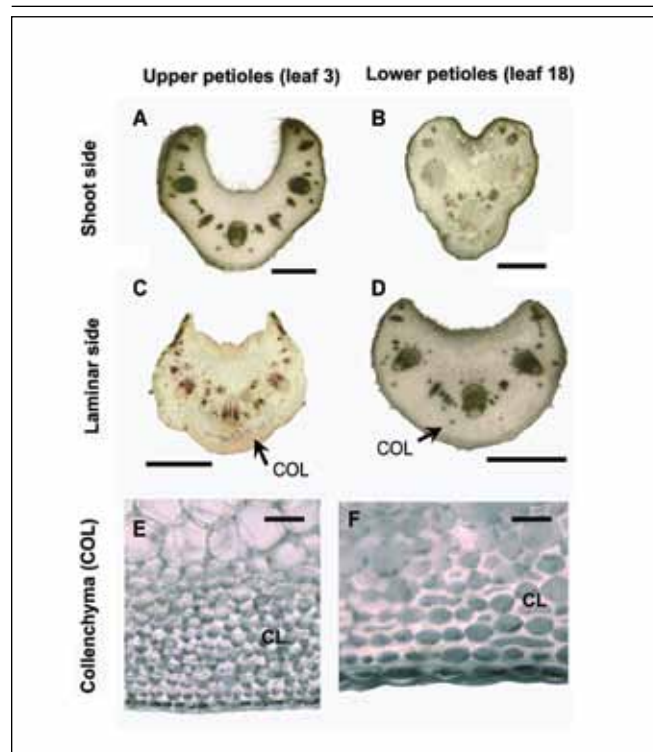 Upper petioles (leaf 3) Lower petioles (leaf 18)
Shoot side
A B
Laminar side
C D
COL COL
Collenchyma (COL)
E F
CL CL